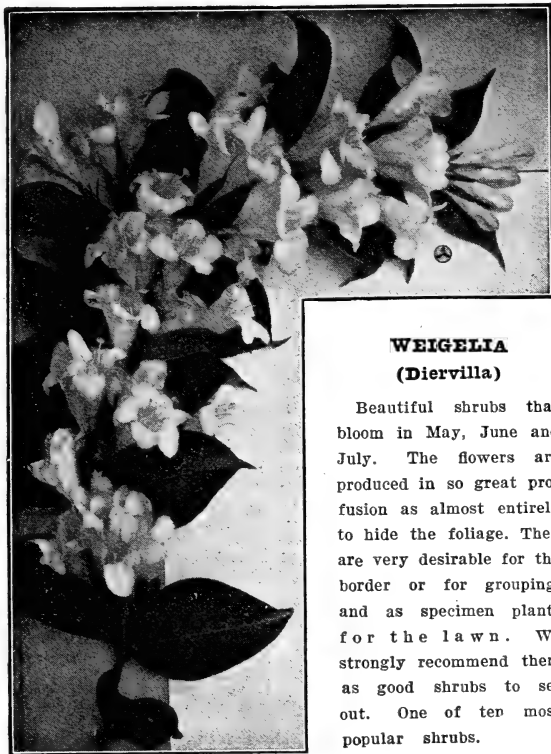 WEIGELIA
(Diervilla)
Beautiful shrubs tha
bloom in May, June an
July. The flowers ar
produced in so great pro
fusion as almost entirel
to hide the foliage. The
are very desirable for th
border or for grouping
and as specimen plant
for the lawn. W
strongly recommend ther
as good shrubs to se
out. One of ten mos
popular shrubs.